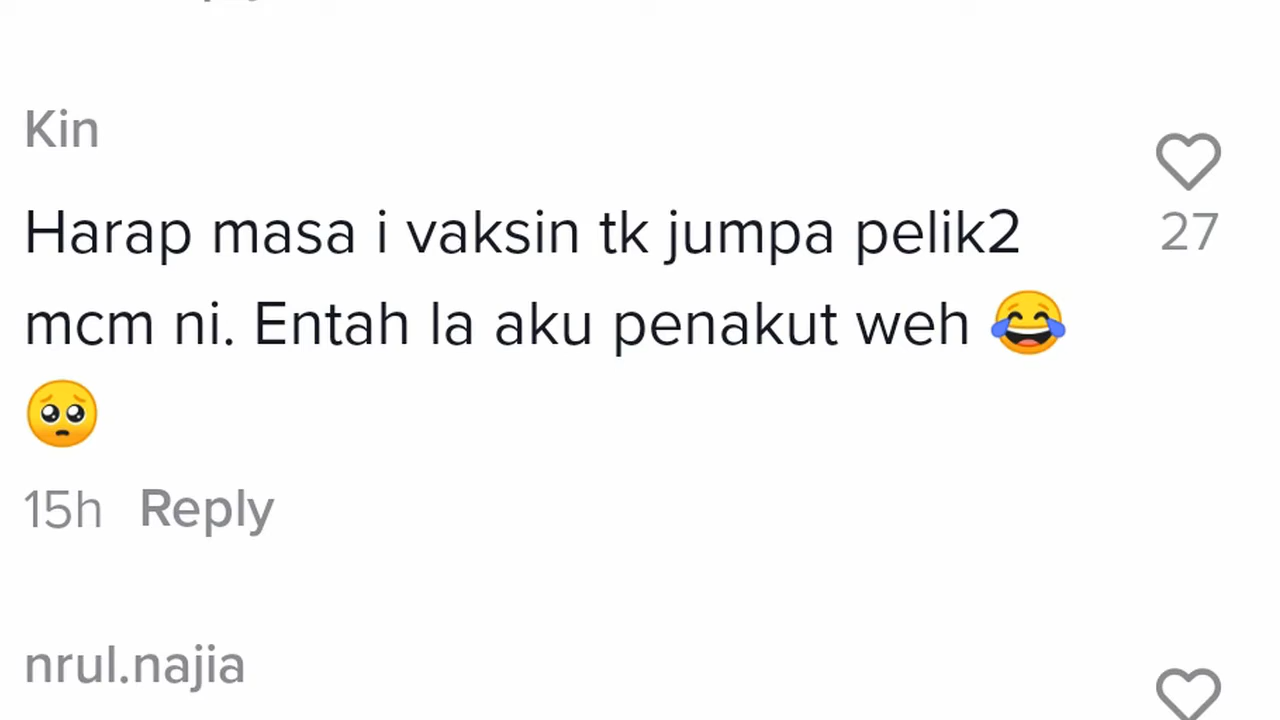 Kin
Harap masa i vaksin tk jumpa pelik2
27
mcm ni. Entah la aku penakut weh 😂
🥺
15h Reply
nrul.najia